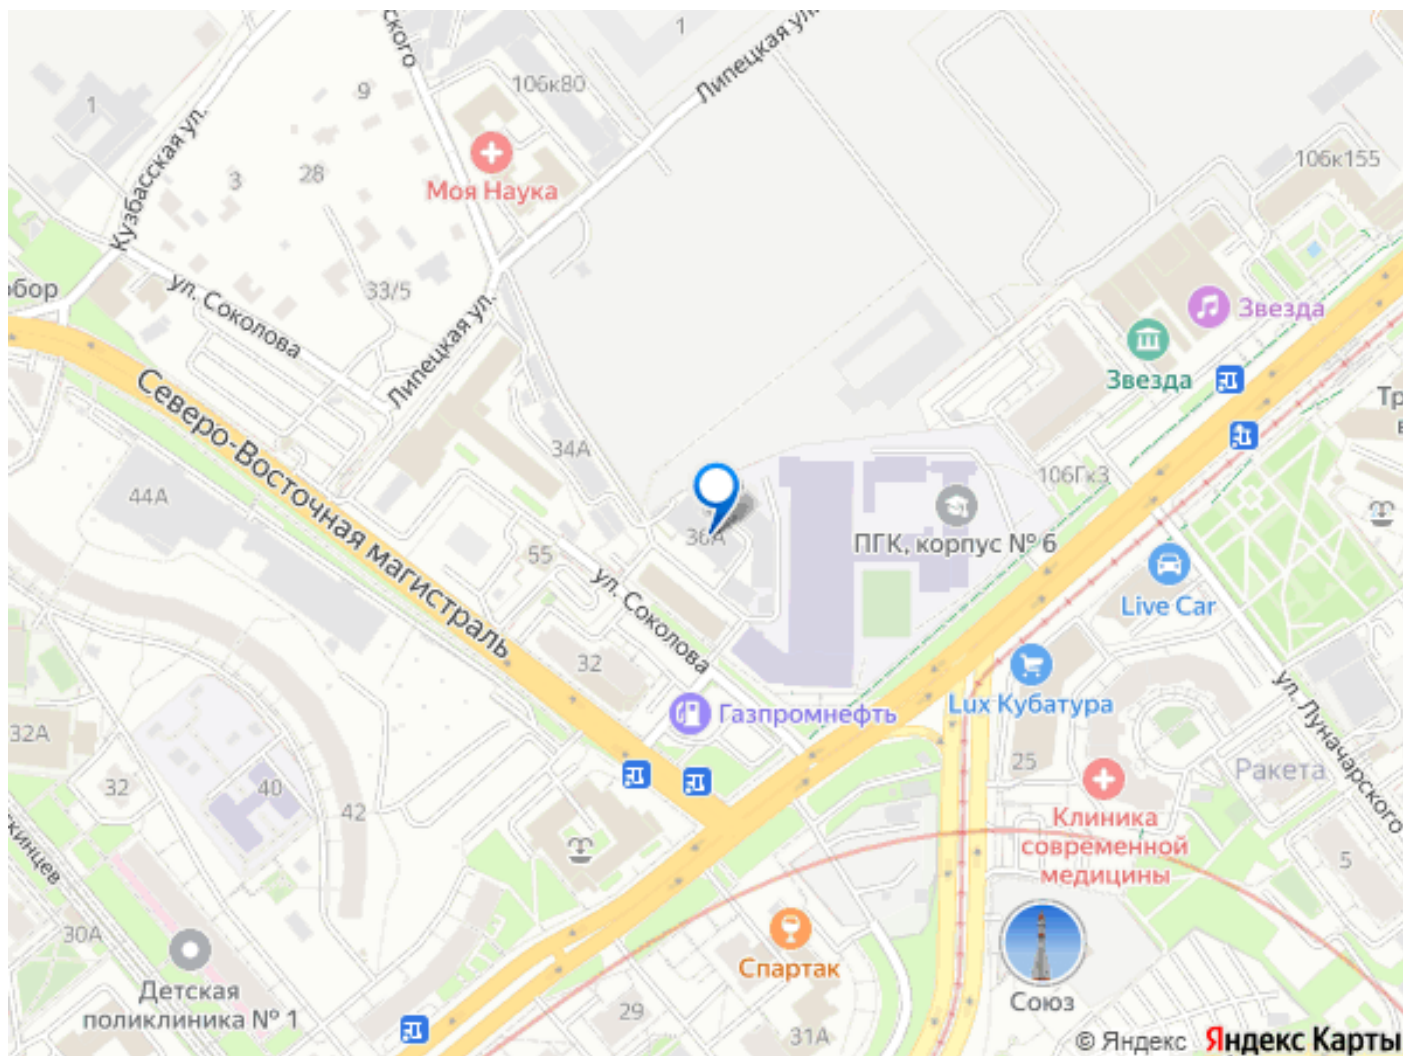 1
ского
Липецкая ул.
1
106к80
9
Кузбасская ул.
Моя Наука
3
28
106к155
обор
33/5
ул. Соколова
Звезда
Звезда
Липецкая ул.
Северо-Восточная магистраль
34А
44А
106Гк3
36А
ПГК, корпус № 6
55
ул. Соколова
Live Car
32
Lux Кубатура
Газпромнефть
ул. Луначарского
32А
25
Ракета
32
40
42
Клиника
современной
медицины
5
кинцев
30А
Спартак
Детская
поликлиника № 1
Союз
29
31А
© Яндекс Яндекс Карты